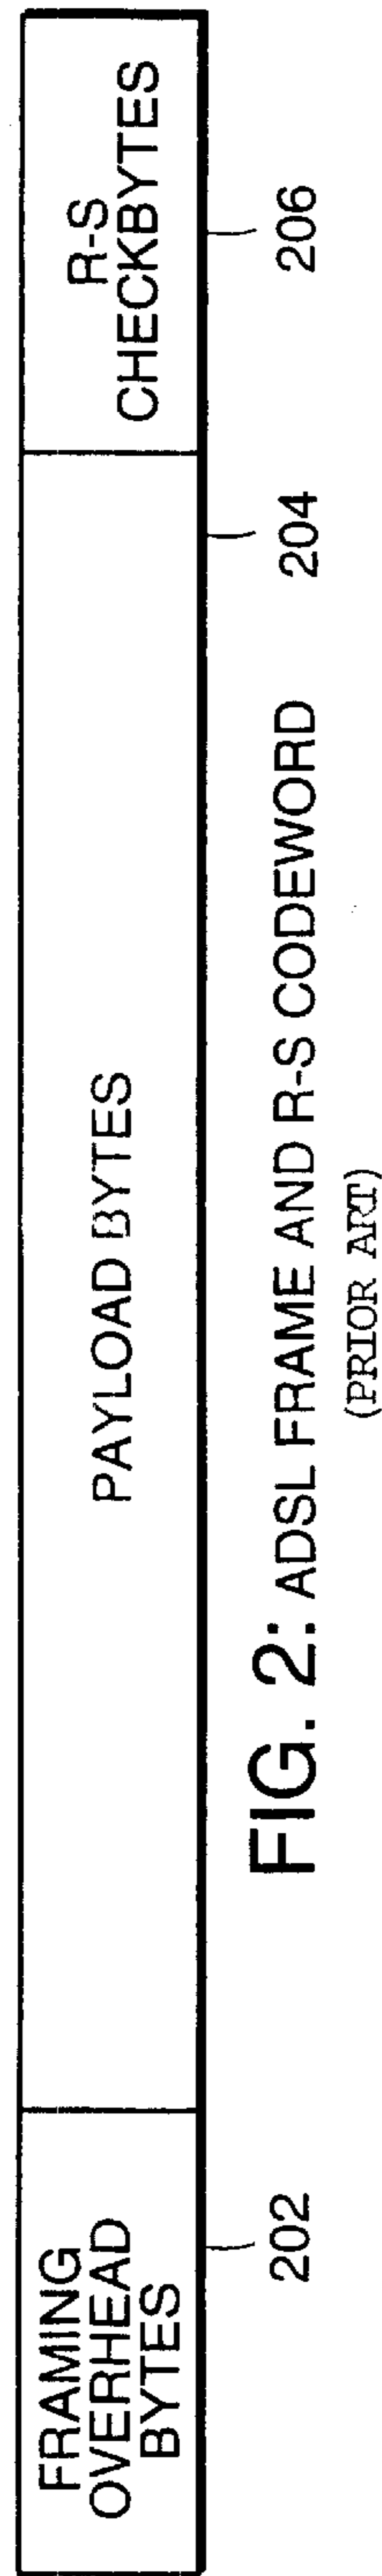 FRAMING
OVERHEAD
BYTES
PAYLOAD BYTES
R-S
CHECKBYTES
202
204
206
FIG. 2: ADSL FRAME AND R-S CODEWORD
(PRIOR ART)